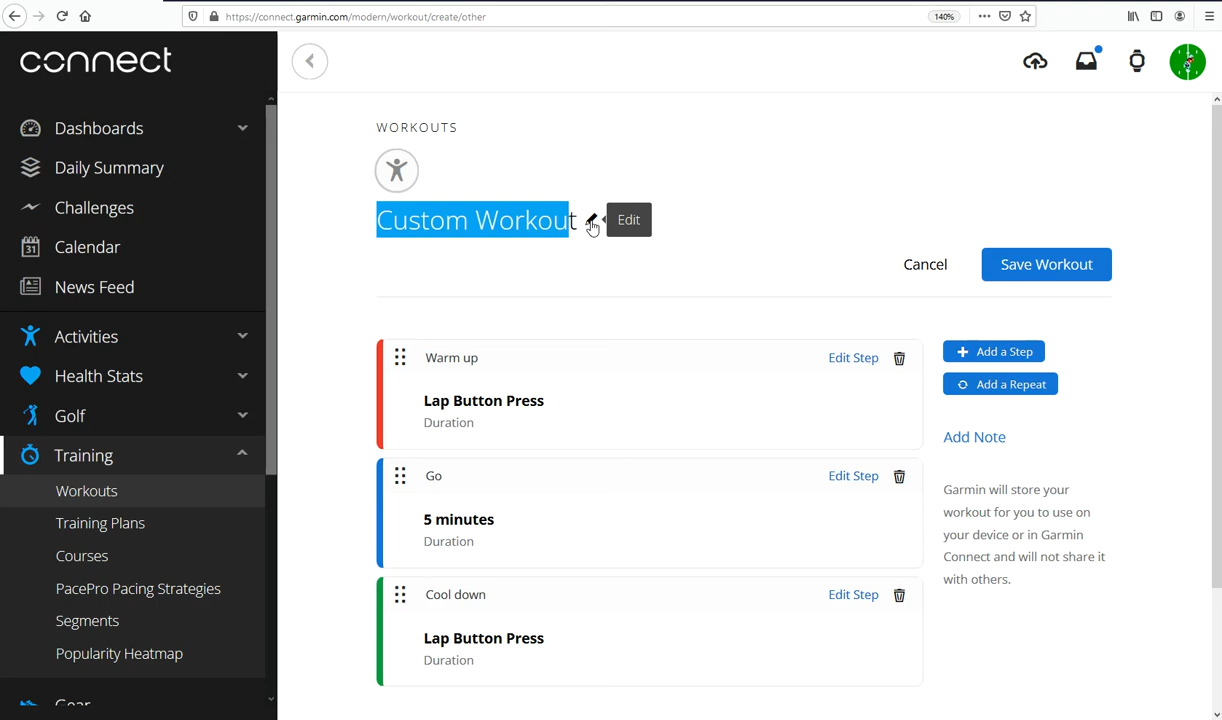 https://connect.garmin.com/modern/workout/create/other
140%
connect
Dashboards
Daily Summary
Challenges
31
Calendar
News Feed
Activities
Health Stats
Golf
Training
Workouts
Training Plans
Courses
PacePro Pacing Strategies
Segments
Popularity Heatmap
Gear
WORKOUTS
Custom Workout
Edit
Cancel
Save Workout
Warm up
Edit Step
Lap Button Press
Duration
Go
Edit Step
5 minutes
Duration
Cool down
Edit Step
Lap Button Press
Duration
Add a Step
Add a Repeat
Add Note
Garmin will store your
workout for you to use on
your device or in Garmin
Connect and will not share it
with others.